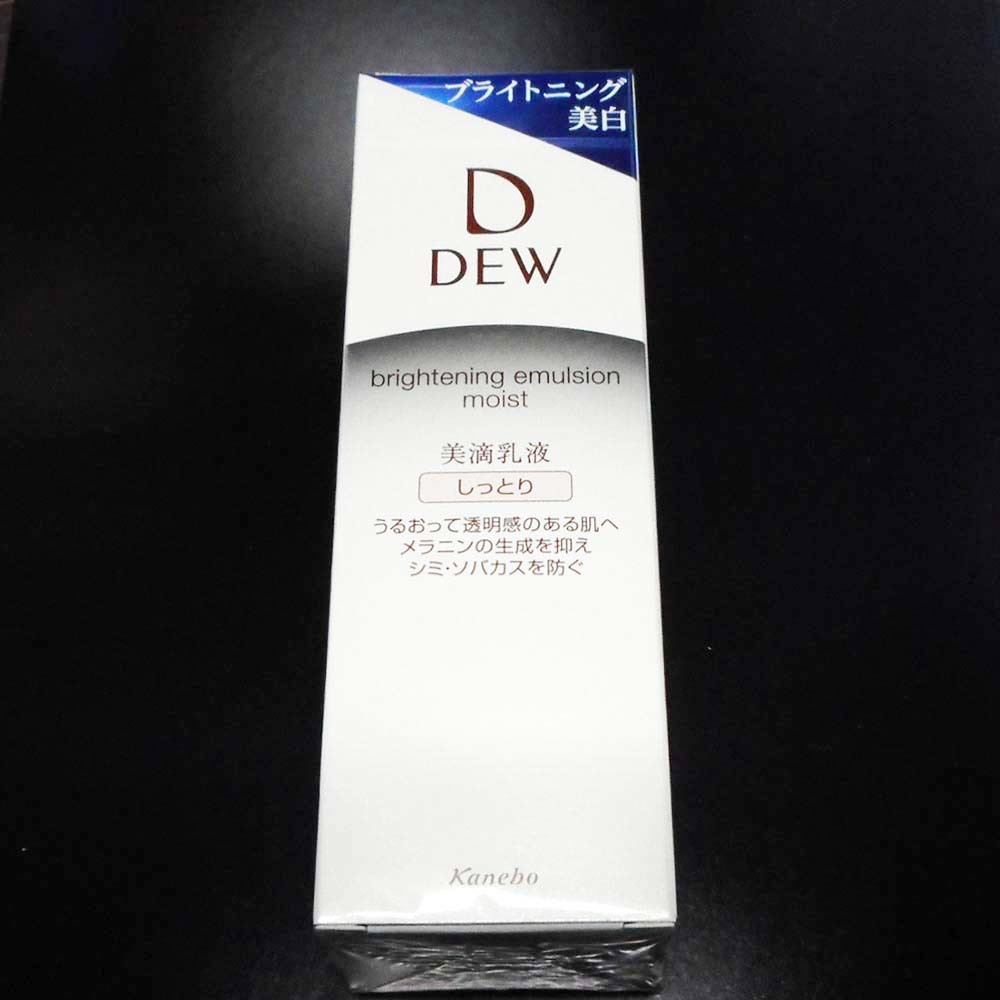 ブライトニング
美白
D
DEW
brightening emulsion
moist
美滴乳液
しっとり
うるおって透明感のある肌へ
メラニンの生成を抑え
シミ・ソバカスを防ぐ
Kanebo